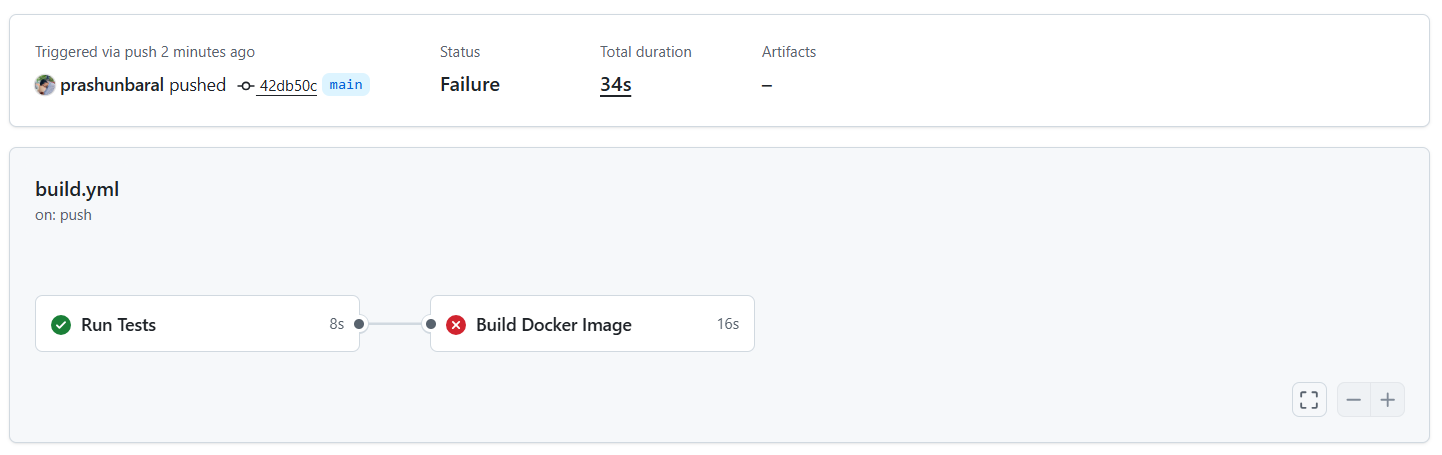 Triggered via push 2 minutes ago
prashunbaral pushed 42db50c main
Status
Failure
Total duration
34s
Artifacts
–
build.yml
on: push
Run Tests 8s
Build Docker Image 16s